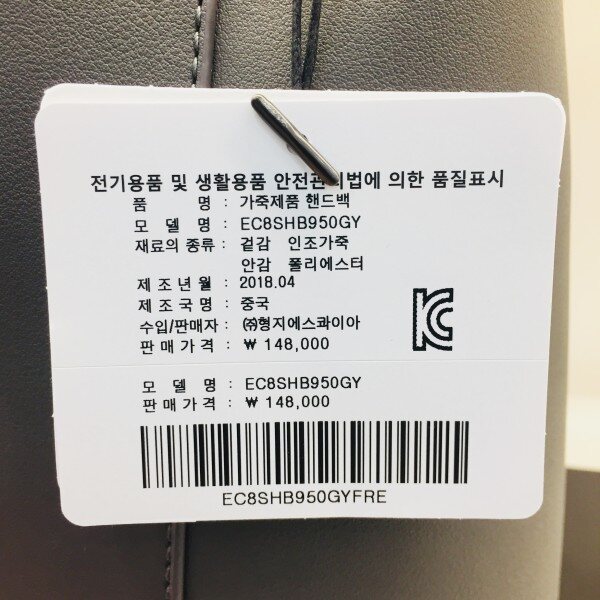 전기용품 및 생활용품 안전관리법에 의한 품질표시
품 명 : 가죽제품 핸드백
모 델 명 : EC8SHB950GY
재료의 종류 : 겉감 인조가죽
안감 폴리에스터
제조년월 : 2018.04
제조국명 : 중국
수입/판매자 : ㈜형지에스콰이아
판매가격 : ₩ 148,000
KC
모 델 명 : EC8SHB950GY
판매가격 : ₩ 148,000
EC8SHB950GYFRE